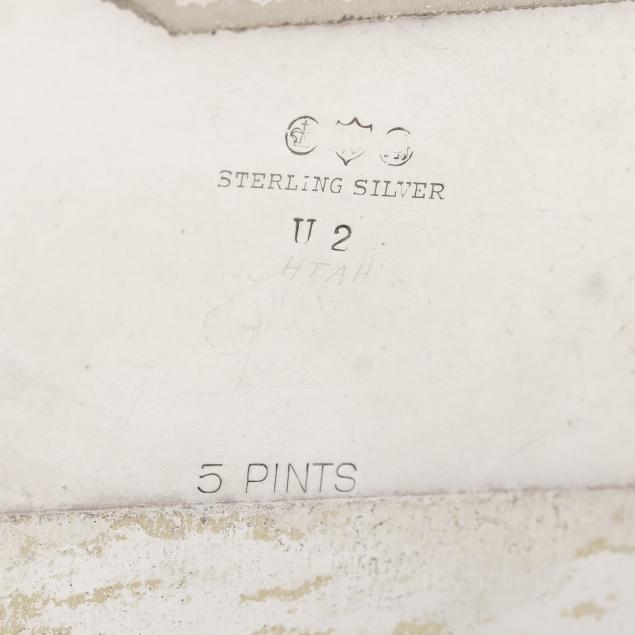 STERLING SILVER
U 2
HTAH
5 PINTS